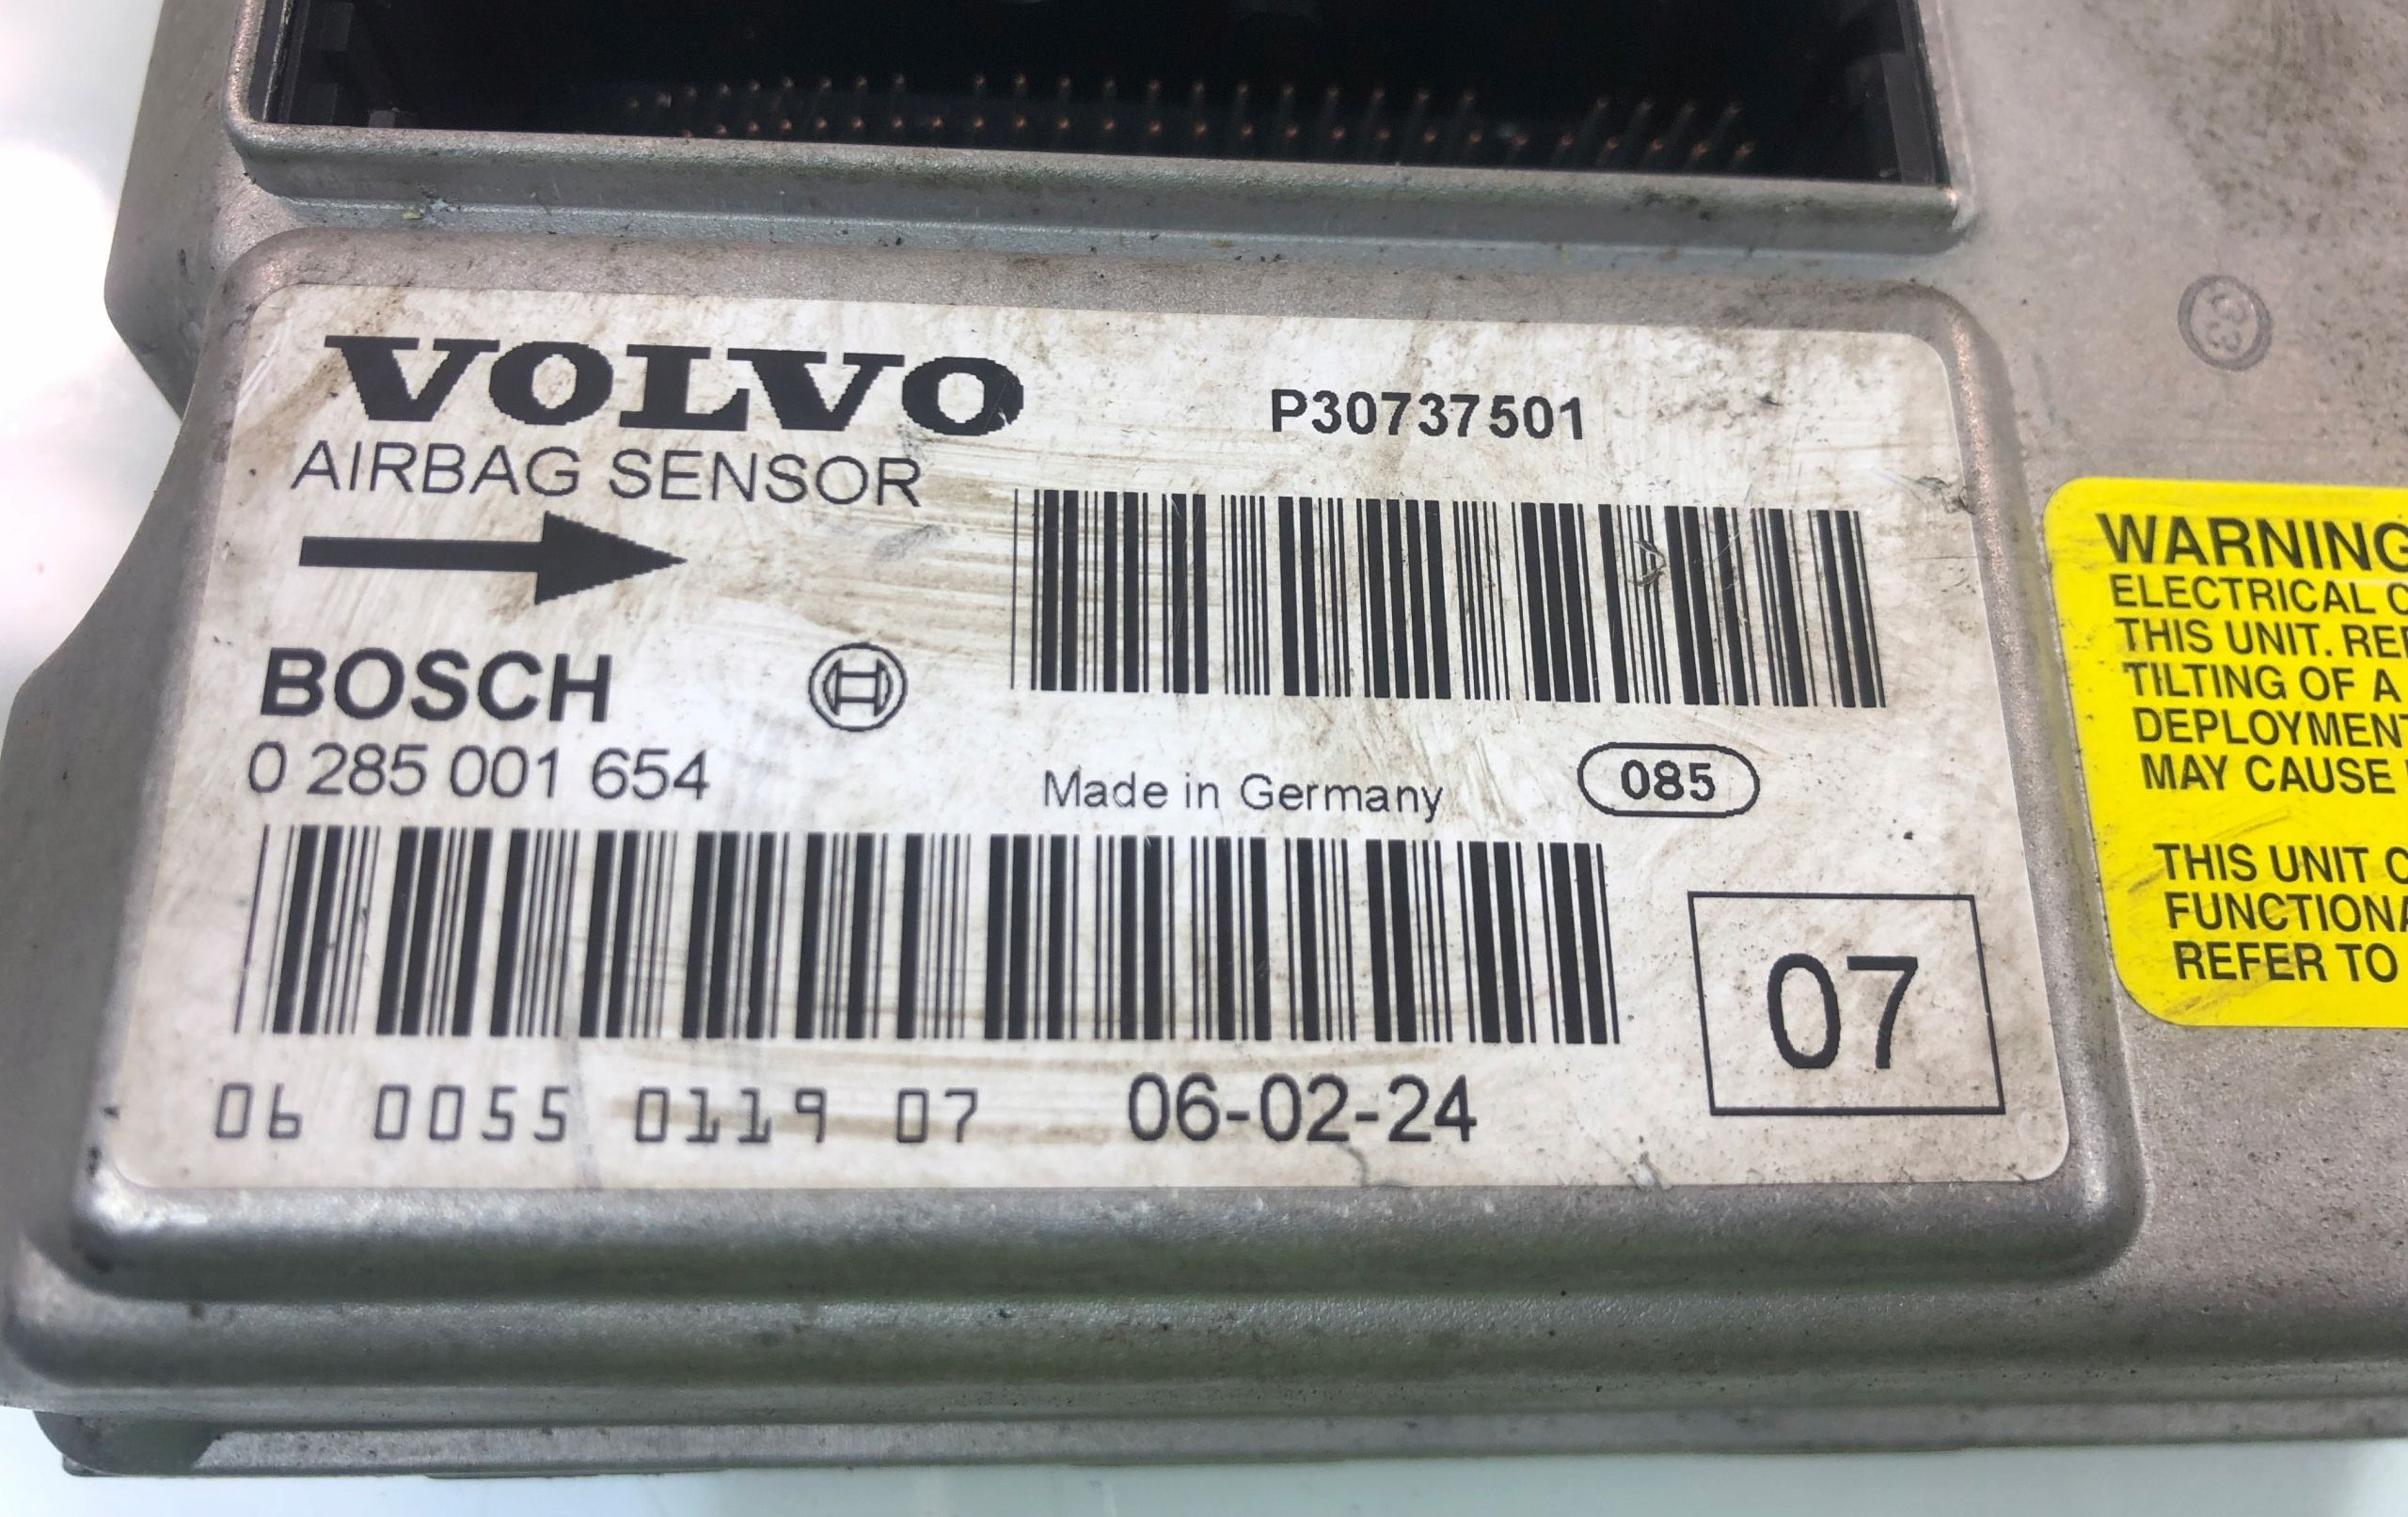 VOLVO
P30737501
AIRBAG SENSOR
BOSCH
0 285 001 654
Made in Germany
085
07
06 0055 0119 07
06-02-24
WARNING
ELECTRICAL
THIS UNIT.
TILTING OF A
DEPLOYMENT
MAY CAUSE
THIS UNIT
REFER TO